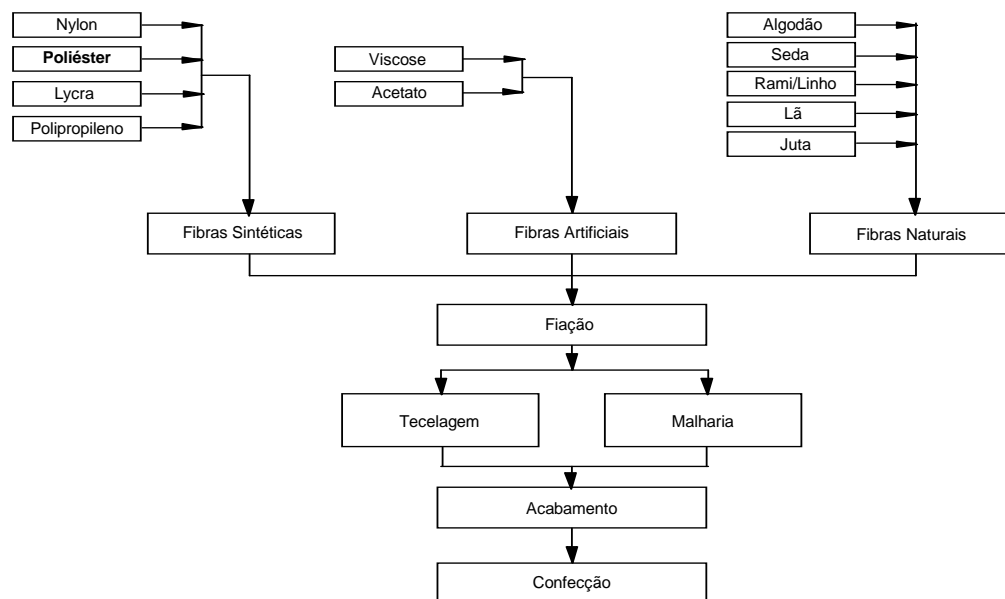 Nylon
Poliéster
Lycra
Polipropileno
Viscose
Acetato
Algodão
Seda
Rami/Linho
Lã
Juta
Fibras Sintéticas
Fibras Artificiais
Fibras Naturais
Fiação
Tecelagem
Malharia
Acabamento
Confecção